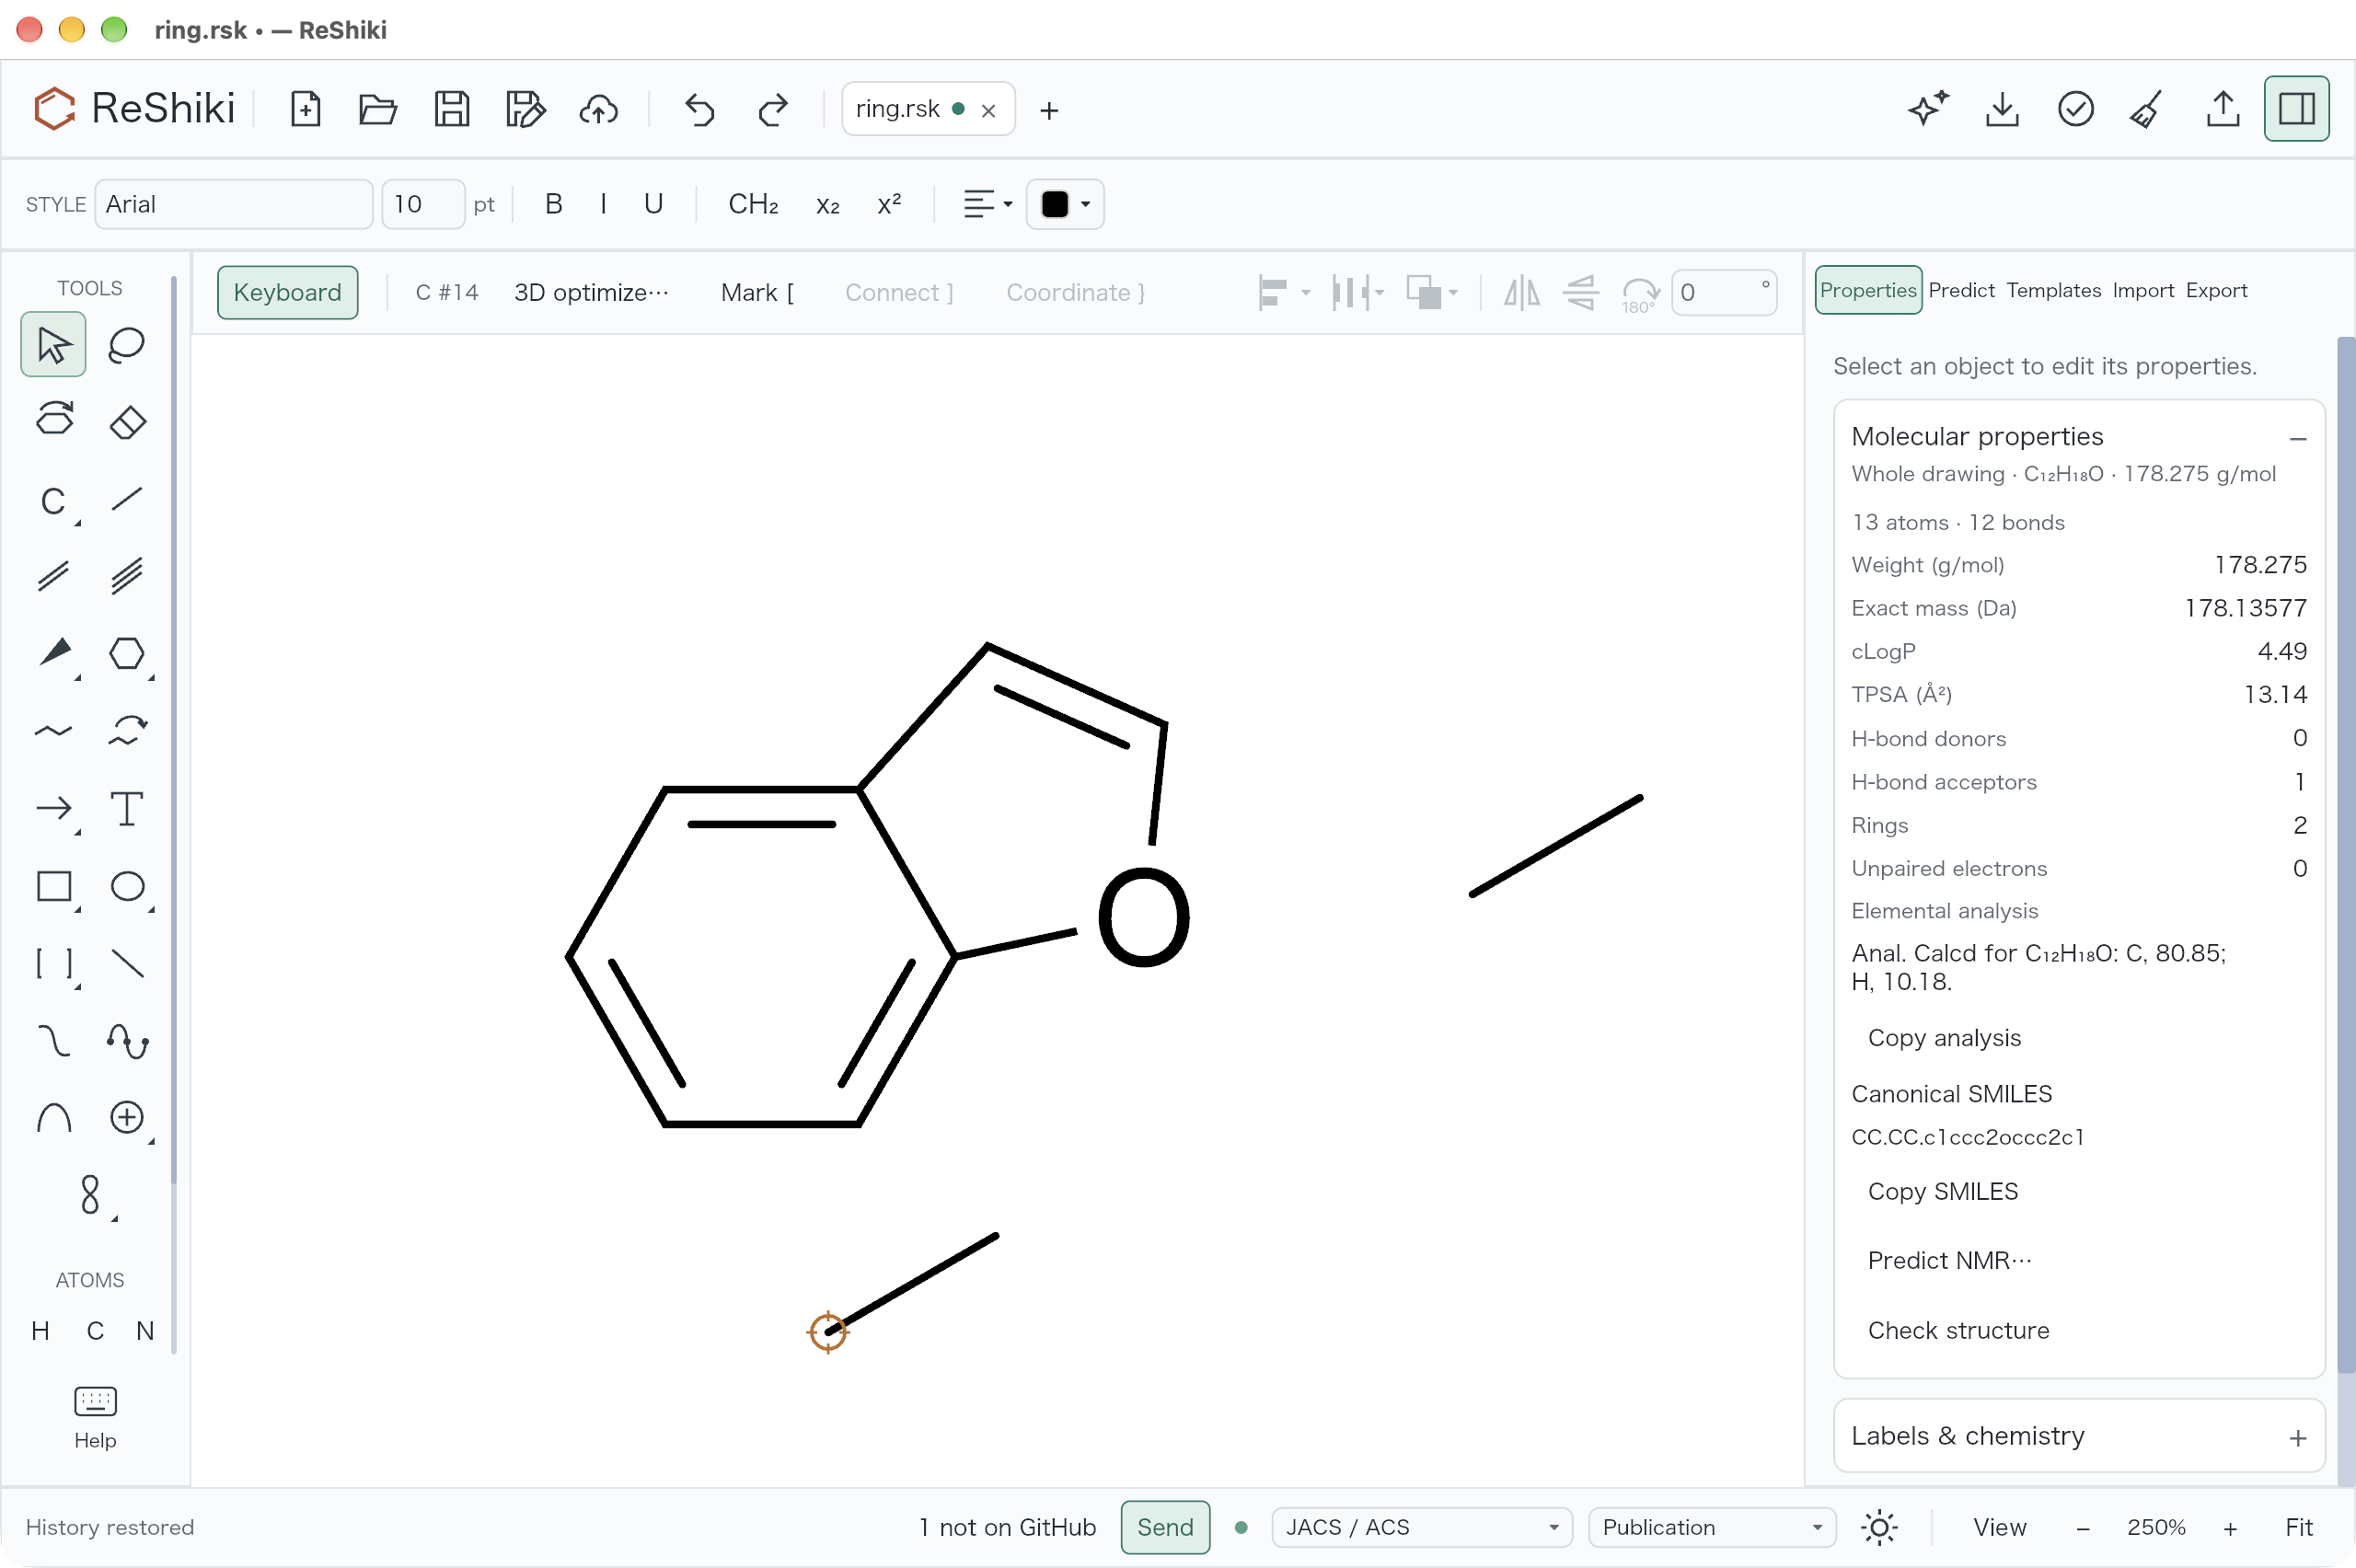 ring.rsk • — ReShiki
ReShiki
ring.rsk ● × +
STYLE Arial 10 pt B I U CH₂ x₂ x²
TOOLS
Keyboard C #14 3D optimize··· Mark [ Connect ] Coordinate } 180° 0 °
Properties Predict Templates Import Export
Select an object to edit its properties.
Molecular properties −
Whole drawing · C₁₂H₁₈O · 178.275 g/mol
13 atoms · 12 bonds
Weight (g/mol) 178.275
Exact mass (Da) 178.13577
cLogP 4.49
TPSA (Å²) 13.14
H-bond donors 0
H-bond acceptors 1
Rings 2
Unpaired electrons 0
Elemental analysis
Anal. Calcd for C₁₂H₁₈O: C, 80.85;
H, 10.18.
Copy analysis
Canonical SMILES
CC.CC.c1ccc2occc2c1
Copy SMILES
Predict NMR···
Check structure
Labels & chemistry +
C
T
[ ]
O
ATOMS
H C N
Help
History restored
1 not on GitHub Send JACS / ACS Publication View − 250% + Fit